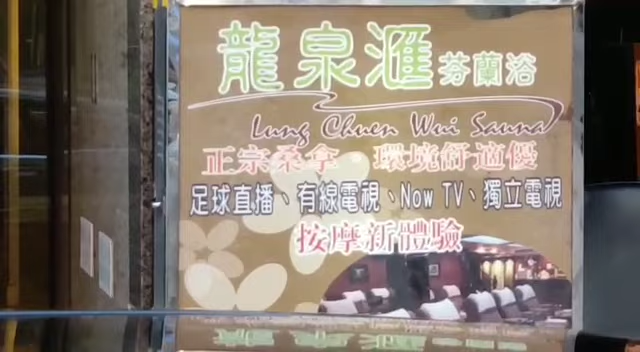 龍泉滙芬蘭浴
Lung Chuen Wui Sauna
正宗桑拿 環境舒適優
足球直播、有線電視、Now TV、獨立電視
按摩新體驗